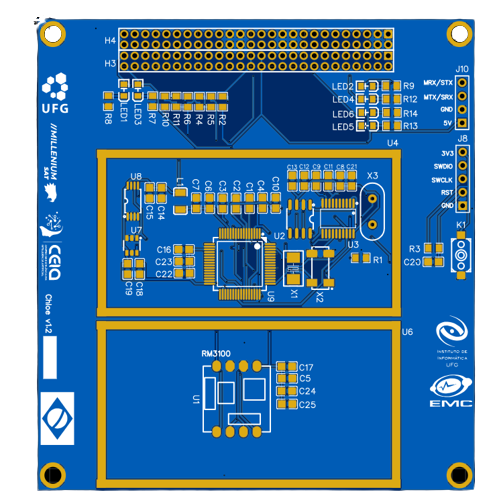 H4
H3
J10
MRX/STX
MTX/SRX
GND
5V
LED2
R9
LED4
R12
LED6
R14
LED5
R13
LED1
LED3
R8
R7
R10
R11
R6
R4
R5
R2
UFG
//MILLENIUM
SAT
CEIA
Chloe v1.2
U4
J8
3V3
SWDIO
SWCLK
RST
GND
K1
R3
C20
U8
C15
C14
L1
C7
C6
C3
C2
C1
C4
C10
C13
C12
C9
C11
C8
C21
X3
U2
U3
R1
U7
C16
C23
C22
C19
C18
U9
X1
X2
U6
RM3100
U1
C17
C5
C24
C25
INSTITUTO DE
INFORMÁTICA
UFG
EMC